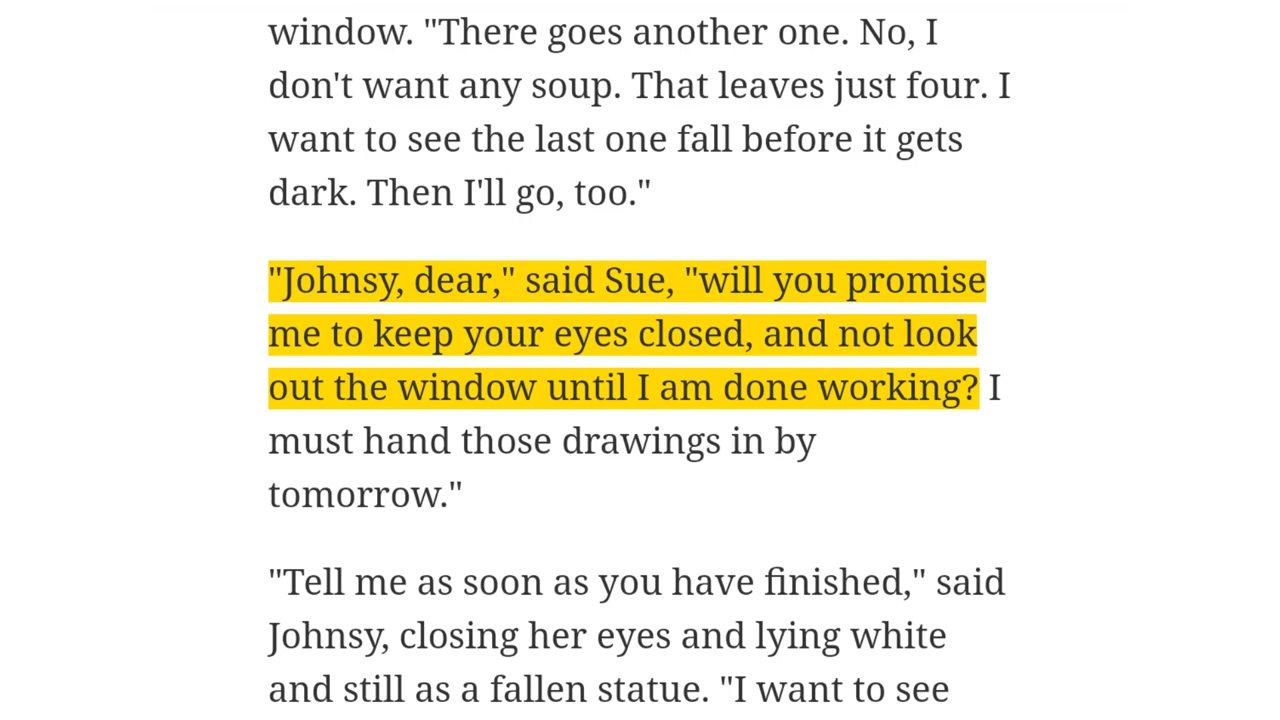 window. "There goes another one. No, I
don't want any soup. That leaves just four. I
want to see the last one fall before it gets
dark. Then I'll go, too."
"Johnsy, dear," said Sue, "will you promise
me to keep your eyes closed, and not look
out the window until I am done working? I
must hand those drawings in by
tomorrow."
"Tell me as soon as you have finished," said
Johnsy, closing her eyes and lying white
and still as a fallen statue. "I want to see